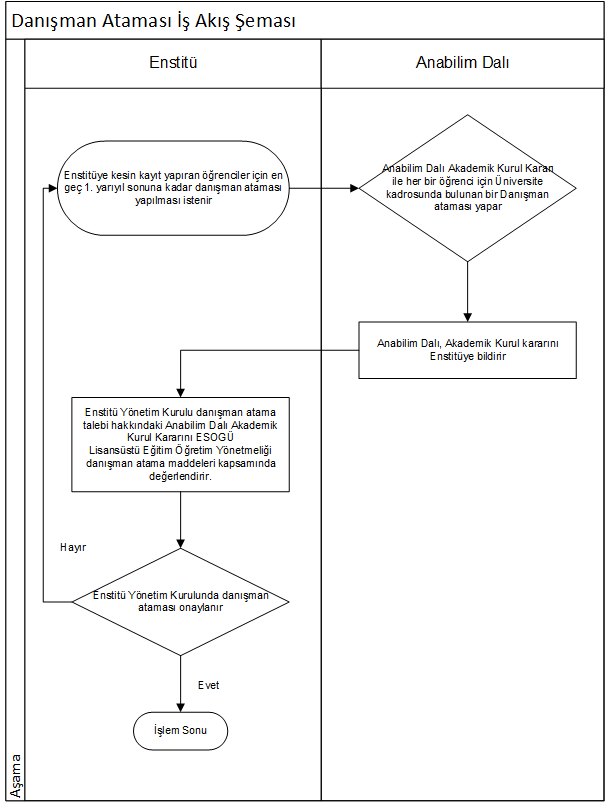 Danışman Ataması İş Akış Şeması
Enstitü
Anabilim Dalı
Enstitüye kesin kayıt yapıran öğrenciler için en
geç 1. yarıyıl sonuna kadar danışman ataması
yapılması istenir
Anabilim Dalı Akademik Kurul Kararı
ile her bir öğrenci için Üniversite
kadrosunda bulunan bir Danışman
ataması yapar
Anabilim Dalı, Akademik Kurul kararını
Enstitüye bildirir
Enstitü Yönetim Kurulu danışman atama
talebi hakkındaki Anabilim Dalı Akademik
Kurul Kararını ESOGÜ
Lisansüstü Eğitim Öğretim Yönetmeliği
danışman atama maddeleri kapsamında
değerlendirir.
Hayır
Enstitü Yönetim Kurulunda danışman
ataması onaylanır
Evet
İşlem Sonu
Aşama